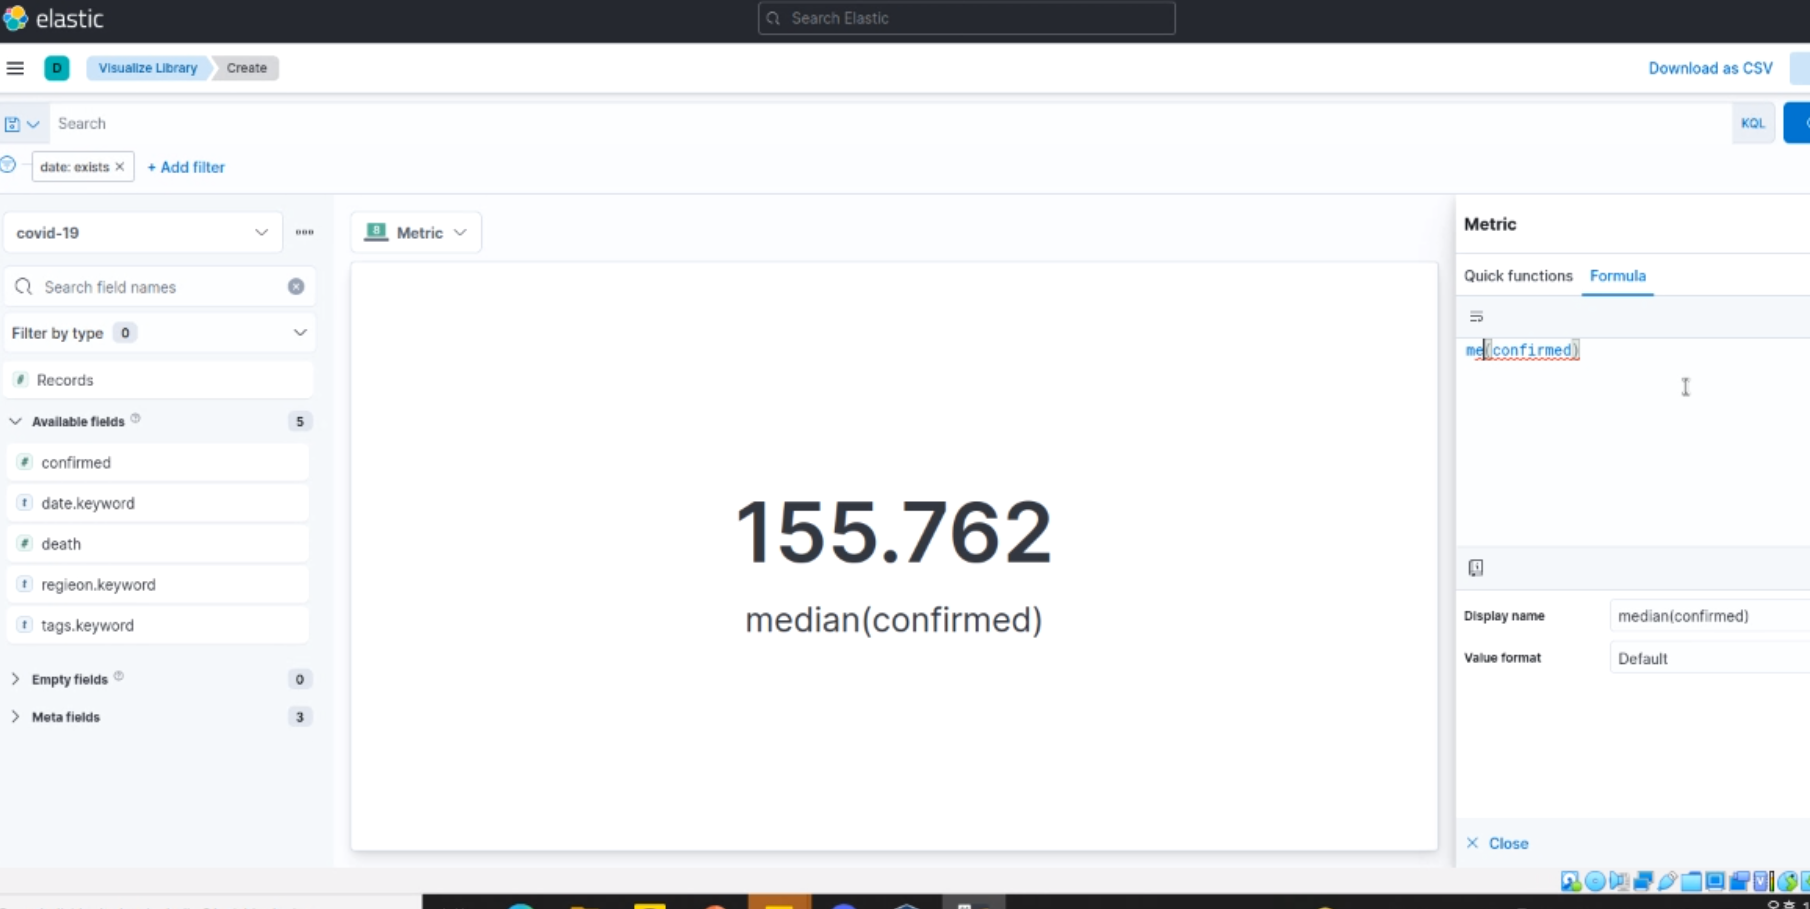 elastic
Search Elastic
D
Visualize Library
Create
Download as CSV
Search
KQL
date: exists ×
+ Add filter
covid-19
Metric
Search field names
Filter by type 0
Records
Available fields 5
confirmed
date.keyword
death
regieon.keyword
tags.keyword
Empty fields 0
Meta fields 3
155.762
median(confirmed)
Metric
Quick functions
Formula
me(confirmed)
Display name
median(confirmed)
Value format
Default
× Close